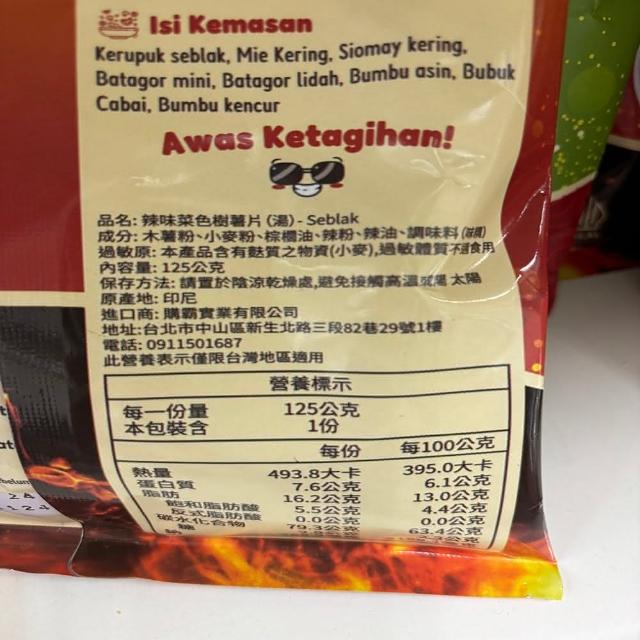 Isi Kemasan
Kerupuk seblak, Mie Kering, Siomay kering,
Batagor mini, Batagor lidah, Bumbu asin, Bubuk
Cabai, Bumbu kencur
Awas Ketagihan!
品名: 辣味菜色樹薯片 (湯) - Seblak
成分: 木薯粉、小麥粉、棕櫚油、辣粉、辣油、調味料
過敏原: 本產品含有麩質之物資(小麥),過敏體質不適食用
內容量: 125公克
保存方法: 請置於陰涼乾燥處,避免接觸高溫或陽 太陽
原產地: 印尼
進口商: 購霸實業有限公司
地址:台北市中山區新生北路三段82巷29號1樓
電話: 0911501687
此營養表示僅限台灣地區適用
營養標示
每一份量 125公克
本包裝含 1份
每份 每100公克
熱量 493.8大卡 395.0大卡
蛋白質 7.6公克 6.1公克
脂肪 16.2公克 13.0公克
飽和脂肪酸 5.5公克 4.4公克
反式脂肪酸 0.0公克 0.0公克
碳水化合物 79.3公克 63.4公克
糖